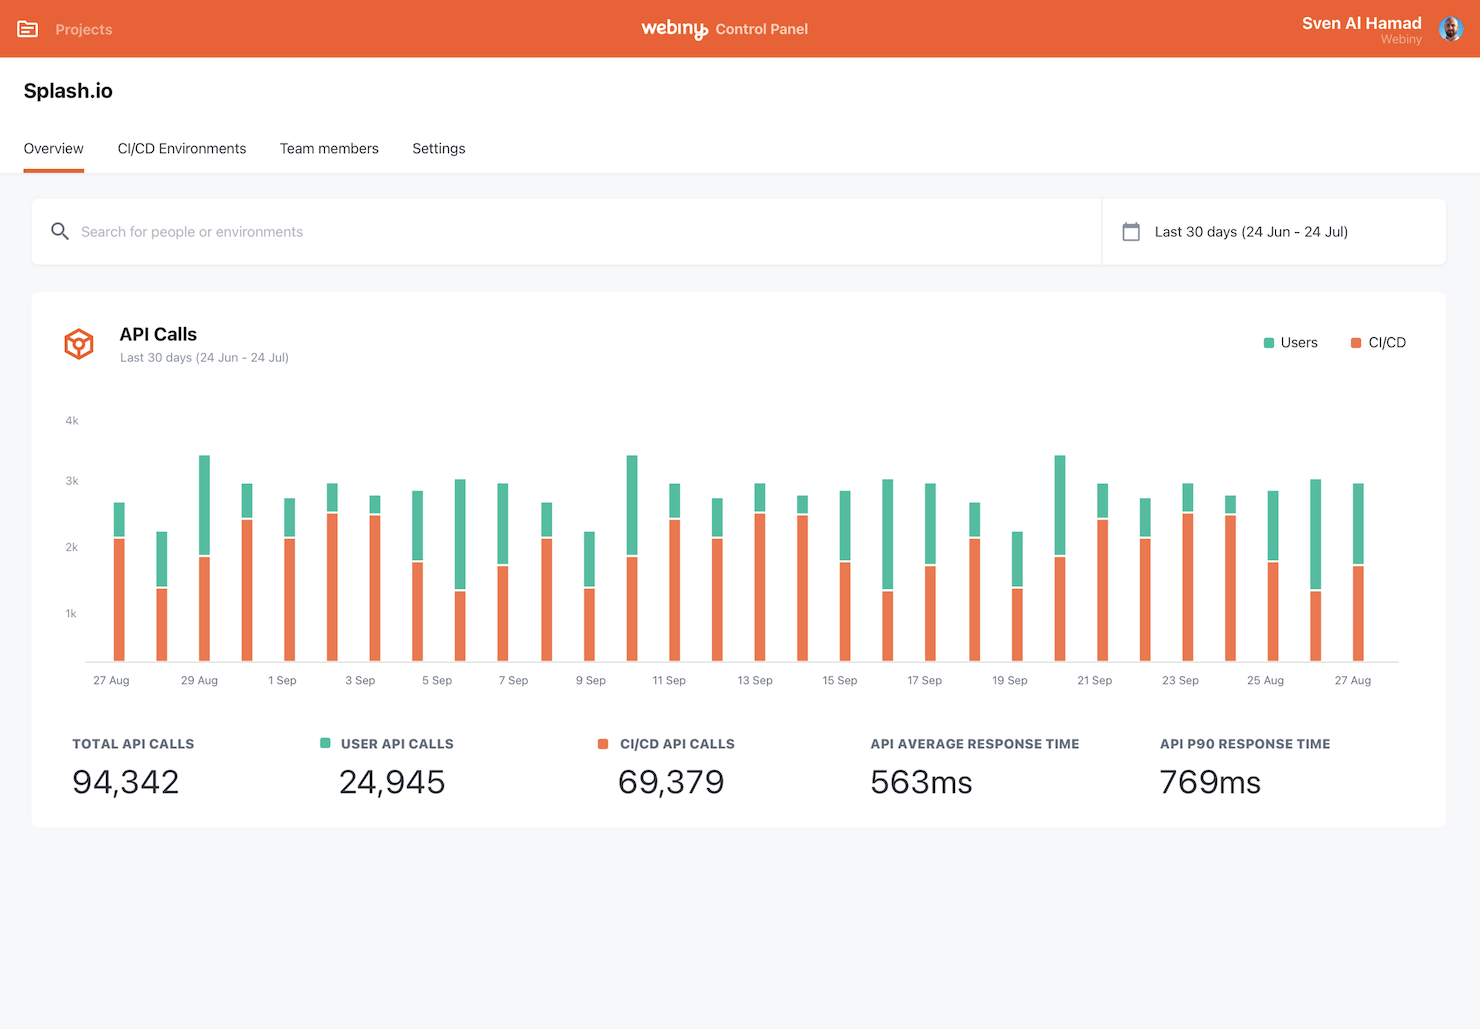 Projects
webiny Control Panel
Sven Al Hamad
Webiny
Splash.io
Overview CI/CD Environments Team members Settings
Search for people or environments
Last 30 days (24 Jun - 24 Jul)
API Calls
Last 30 days (24 Jun - 24 Jul)
Users CI/CD
4k
3k
2k
1k
27 Aug 29 Aug 1 Sep 3 Sep 5 Sep 7 Sep 9 Sep 11 Sep 13 Sep 15 Sep 17 Sep 19 Sep 21 Sep 23 Sep 25 Aug 27 Aug
TOTAL API CALLS USER API CALLS CI/CD API CALLS API AVERAGE RESPONSE TIME API P90 RESPONSE TIME
94,342 24,945 69,379 563ms 769ms